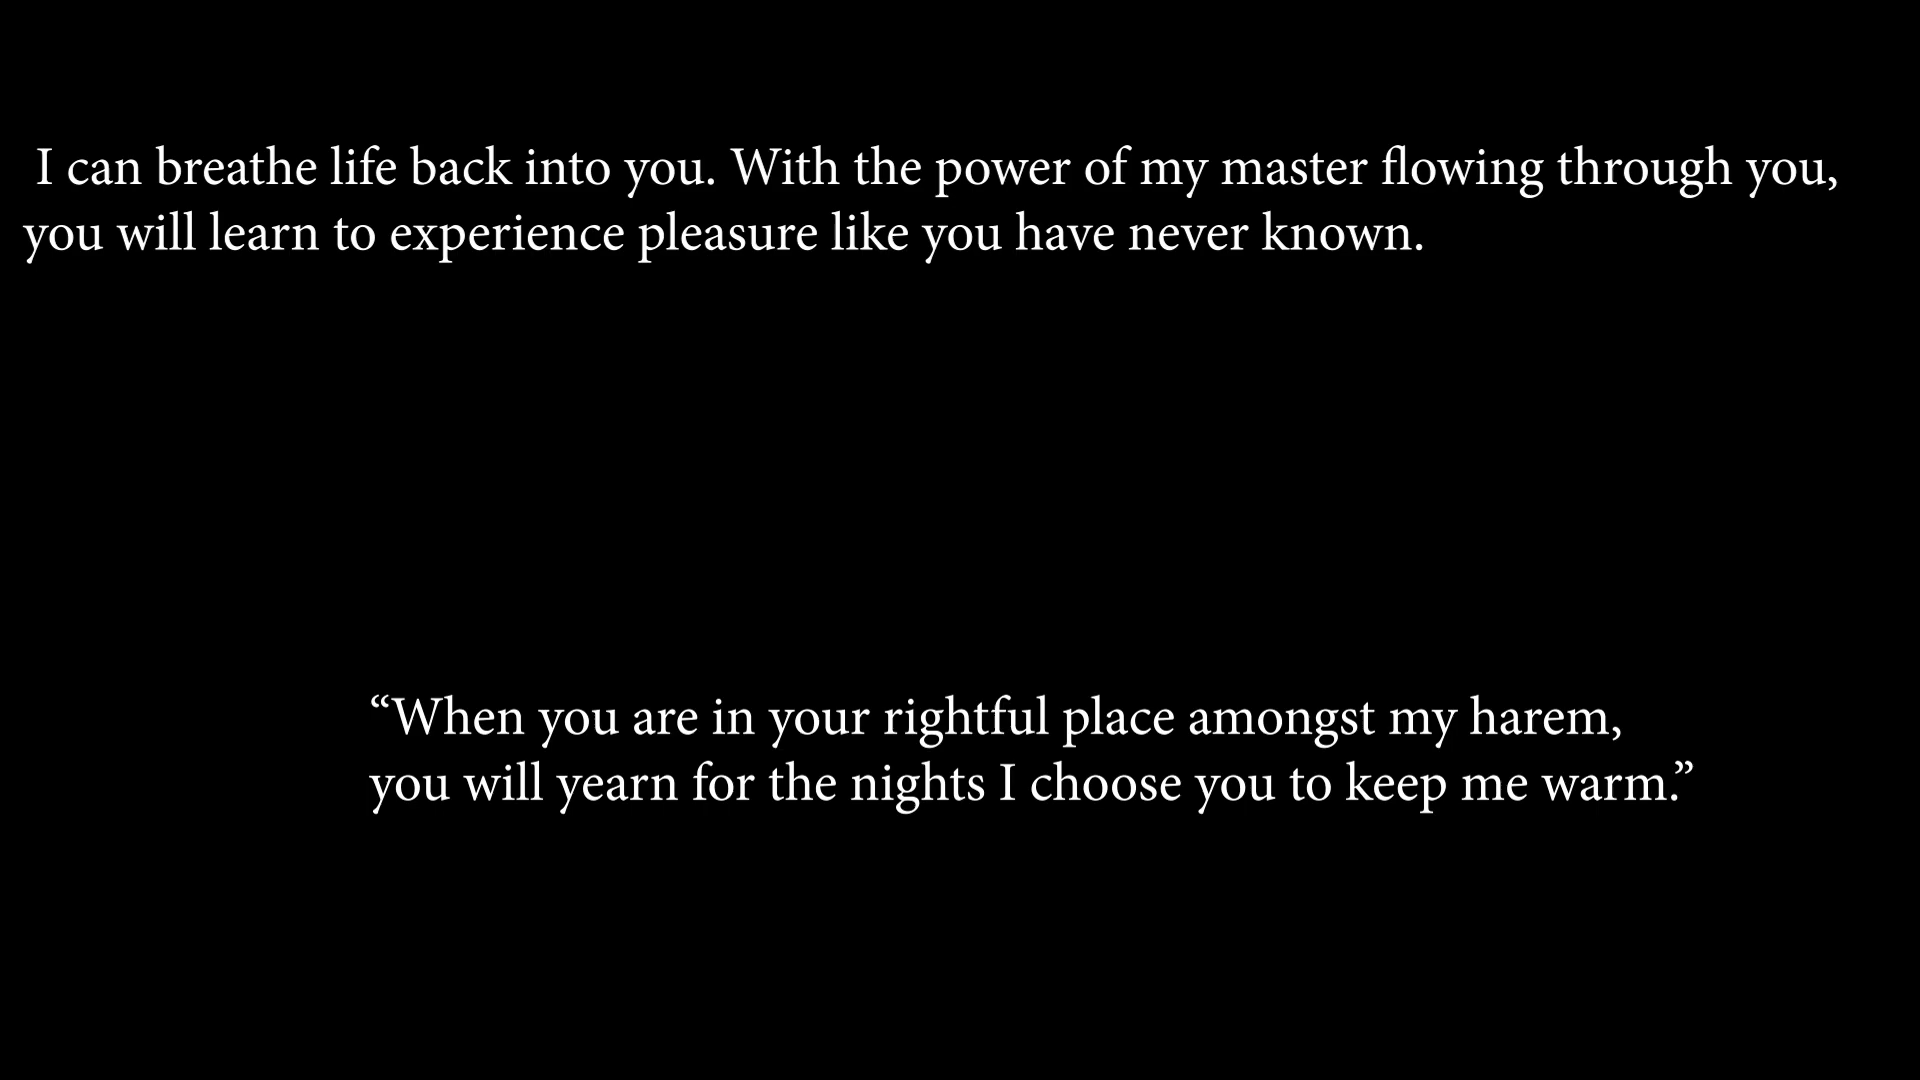 I can breathe life back into you. With the power of my master flowing through you,
you will learn to experience pleasure like you have never known.
“When you are in your rightful place amongst my harem,
you will yearn for the nights I choose you to keep me warm.”